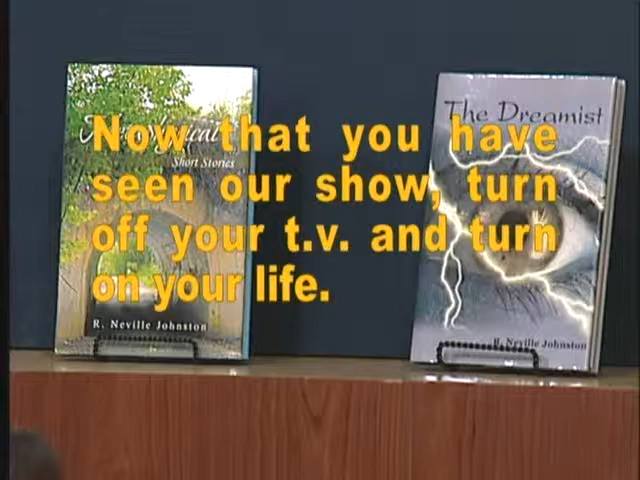 Now that you have
seen our show, turn
off your t.v. and turn
on your life.
Short Stories
R. Neville Johnston
The Dreamist
R. Neville Johnston